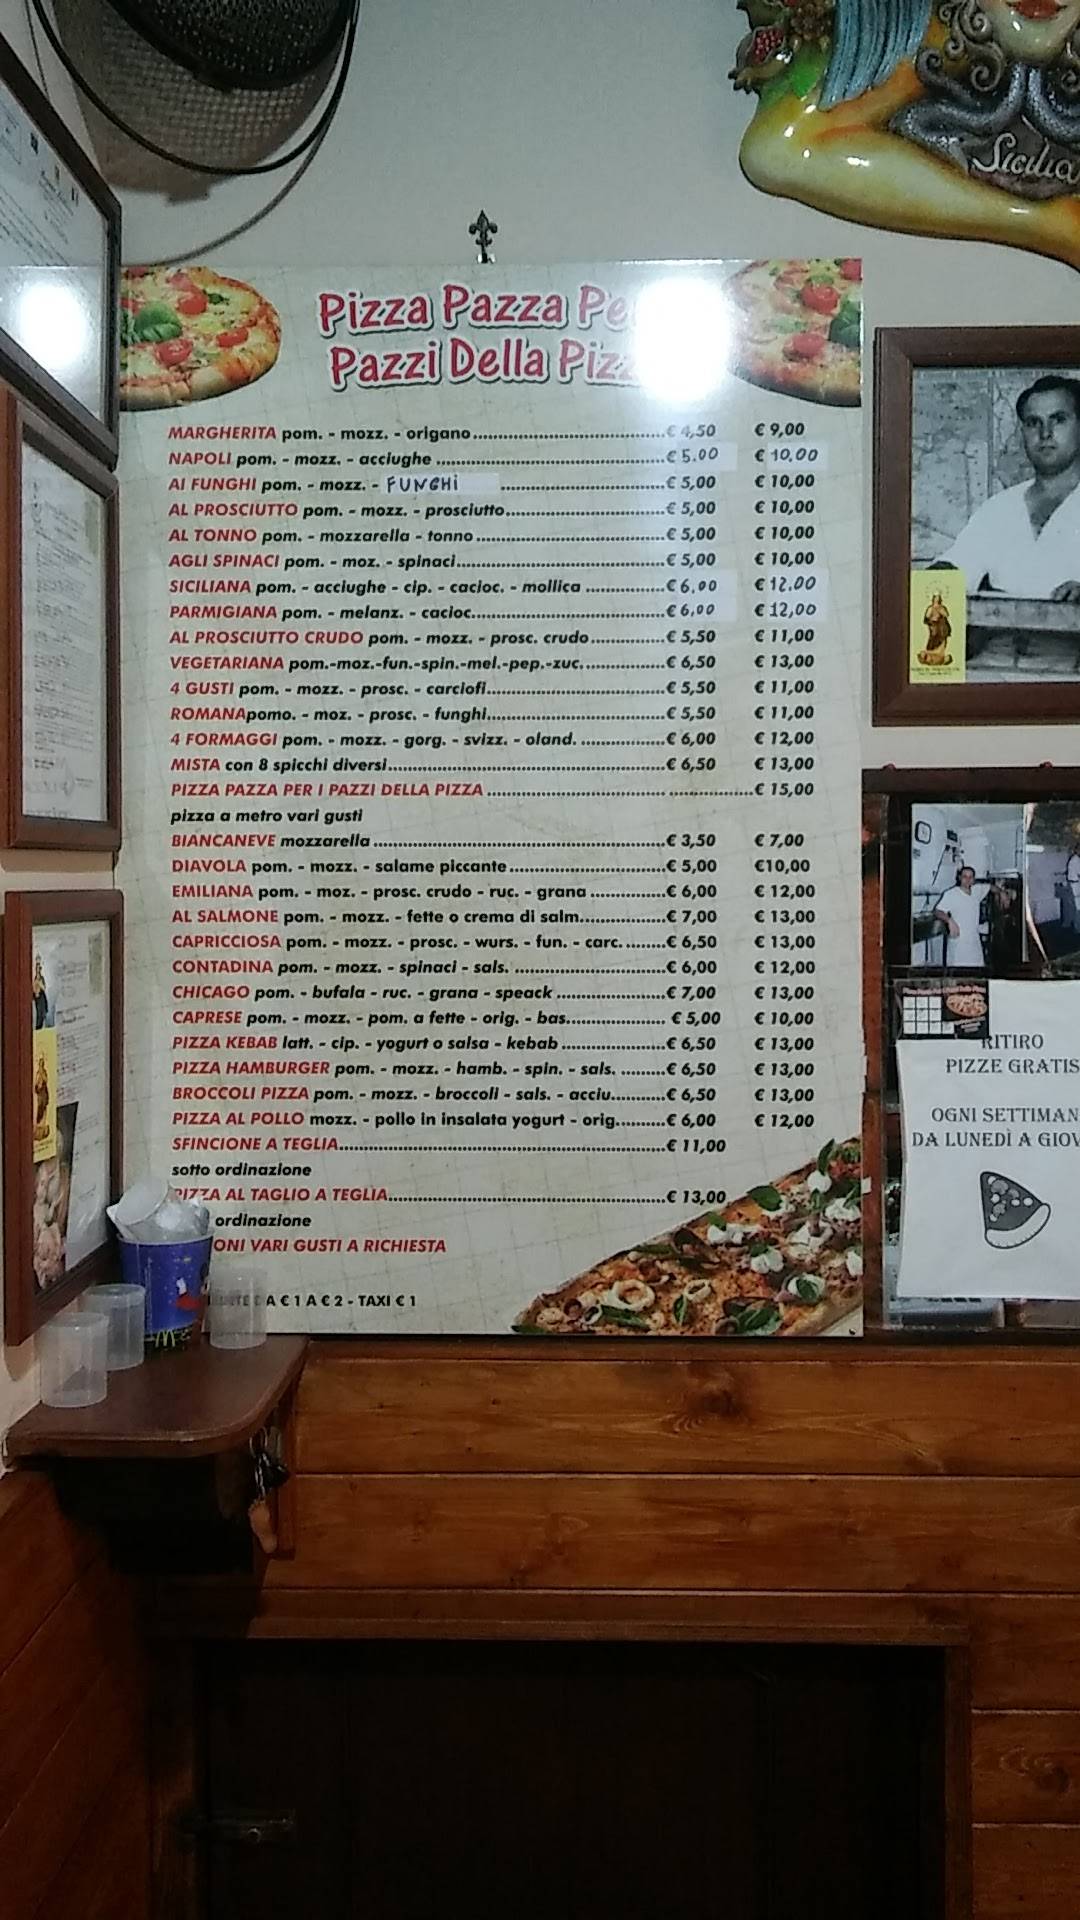 Sicilia
Pizza Pazza
Pazzi Della
MARGHERITA pom. - mozz. - origano................€ 4,50 € 9,00
NAPOLI pom. - mozz. - acciughe ................€ 5.00 € 10,00
AI FUNGHI pom. - mozz. - FUNGHi ................€ 5,00 € 10,00
AL PROSCIUTTO pom. - mozz. - prosciutto................€ 5,00 € 10,00
AL TONNO pom. - mozzarella - tonno ................€ 5,00 € 10,00
AGLI SPINACI pom. - moz. - spinaci................€ 5,00 € 10,00
SICILIANA pom. - acciughe - cip. - cacioc. - mollica ................€ 6,00 € 12,00
PARMIGIANA pom. - melanz. - cacioc................€ 6,00 € 12,00
AL PROSCIUTTO CRUDO pom. - mozz. - prosc. crudo................€ 5,50 € 11,00
VEGETARIANA pom.-moz.-fun.-spin.-mel.-pep.-zuc................€ 6,50 € 13,00
4 GUSTI pom. - mozz. - prosc. - carciofi................€ 5,50 € 11,00
ROMANApomo. - moz. - prosc. - funghi................€ 5,50 € 11,00
4 FORMAGGI pom. - mozz. - gorg. - svizz. - oland. ................€ 6,00 € 12,00
MISTA con 8 spicchi diversi................€ 6,50 € 13,00
PIZZA PAZZA PER I PAZZI DELLA PIZZA ................€ 15,00
pizza a metro vari gusti
BIANCANEVE mozzarella ................€ 3,50 € 7,00
DIAVOLA pom. - mozz. - salame piccante................€ 5,00 €10,00
EMILIANA pom. - moz. - prosc. crudo - ruc. - grana ................€ 6,00 € 12,00
AL SALMONE pom. - mozz. - fette o crema di salm................€ 7,00 € 13,00
CAPRICCIOSA pom. - mozz. - prosc. - wurs. - fun. - carc.........€ 6,50 € 13,00
CONTADINA pom. - mozz. - spinaci - sals. ................€ 6,00 € 12,00
CHICAGO pom. - bufala - ruc. - grana - speack ................€ 7,00 € 13,00
CAPRESE pom. - mozz. - pom. a fette - orig. - bas................ € 5,00 € 10,00
PIZZA KEBAB latt. - cip. - yogurt o salsa - kebab ................€ 6,50 € 13,00
PIZZA HAMBURGER pom. - mozz. - hamb. - spin. - sals. .........€ 6,50 € 13,00
BROCCOLI PIZZA pom. - mozz. - broccoli - sals. - acciu...........€ 6,50 € 13,00
PIZZA AL POLLO mozz. - pollo in insalata yogurt - orig..........€ 6,00 € 12,00
SFINCIONE A TEGLIA................€ 11,00
sotto ordinazione
PIZZA AL TAGLIO A TEGLIA................€ 13,00
ordinazione
ONI VARI GUSTI A RICHIESTA
A € 1 A € 2 - TAXI € 1
RITIRO
PIZZE GRATIS
OGNI SETTIMAN
DA LUNEDÌ A GIOV